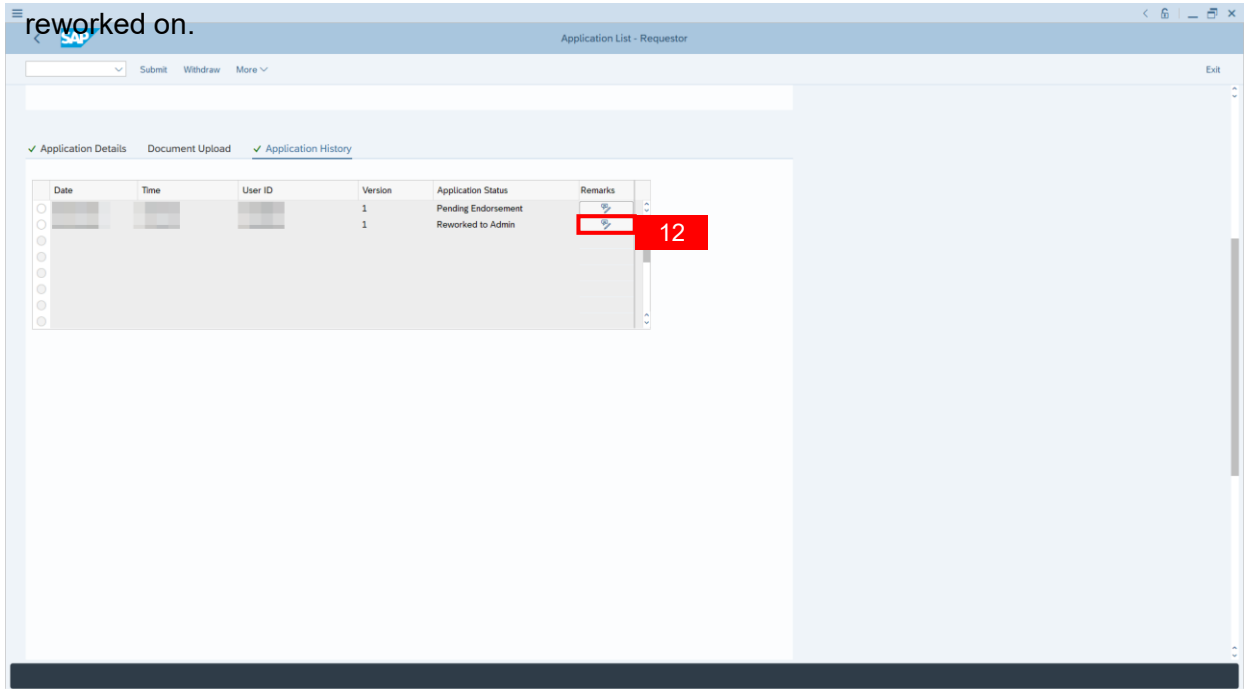 reworked on.
SAP
Application List - Requestor
Submit Withdraw More Exit
Application Details Document Upload Application History
Date Time User ID Version Application Status Remarks
1 Pending Endorsement
1 Reworked to Admin
12